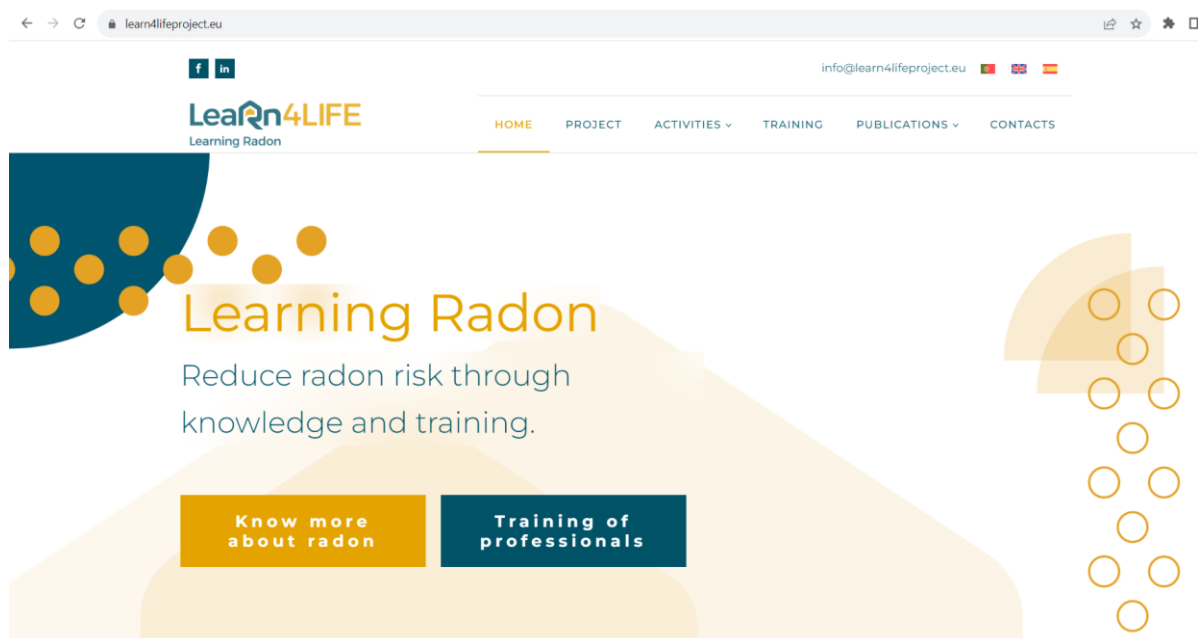 learn4lifeproject.eu
f in
info@learn4lifeproject.eu
LeaRn4LIFE
Learning Radon
HOME PROJECT ACTIVITIES TRAINING PUBLICATIONS CONTACTS
Learning Radon
Reduce radon risk through
knowledge and training.
Know more
about radon
Training of
professionals